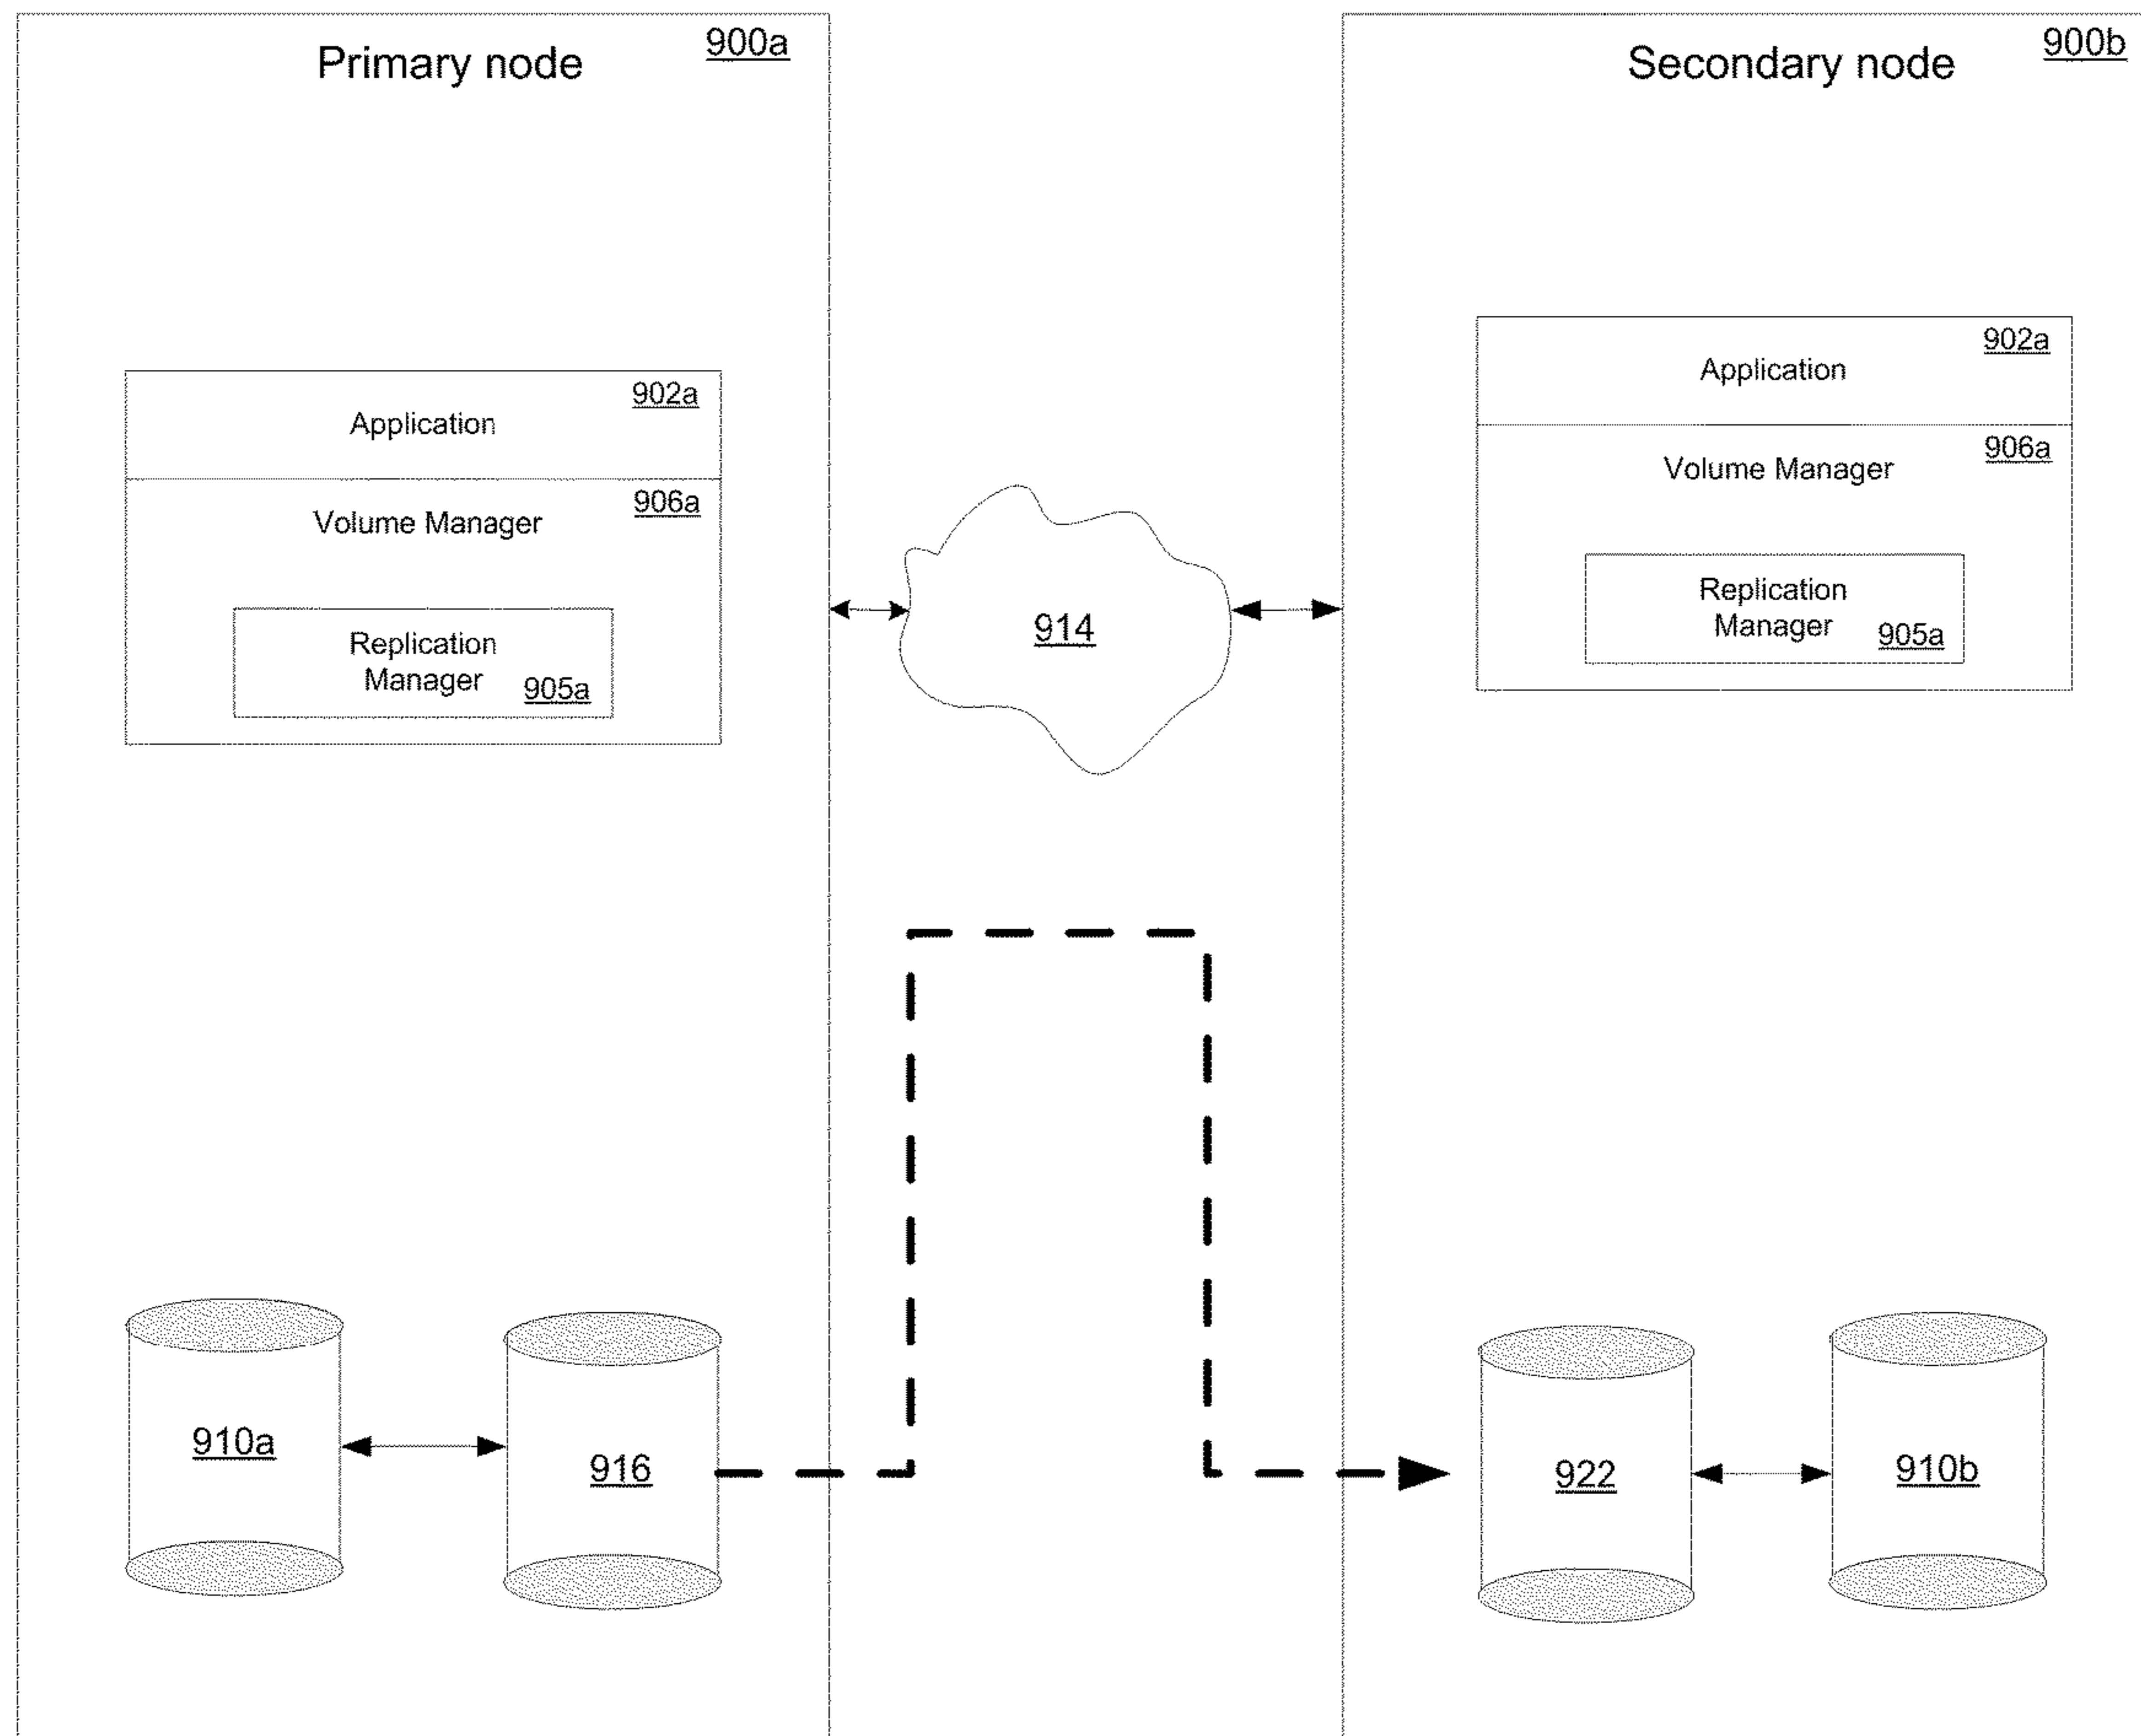 Primary node
900a
902a
Application
906a
Volume Manager
Replication
Manager
905a
914
910a
916
Secondary node
900b
902a
Application
906a
Volume Manager
Replication
Manager
905a
922
910b